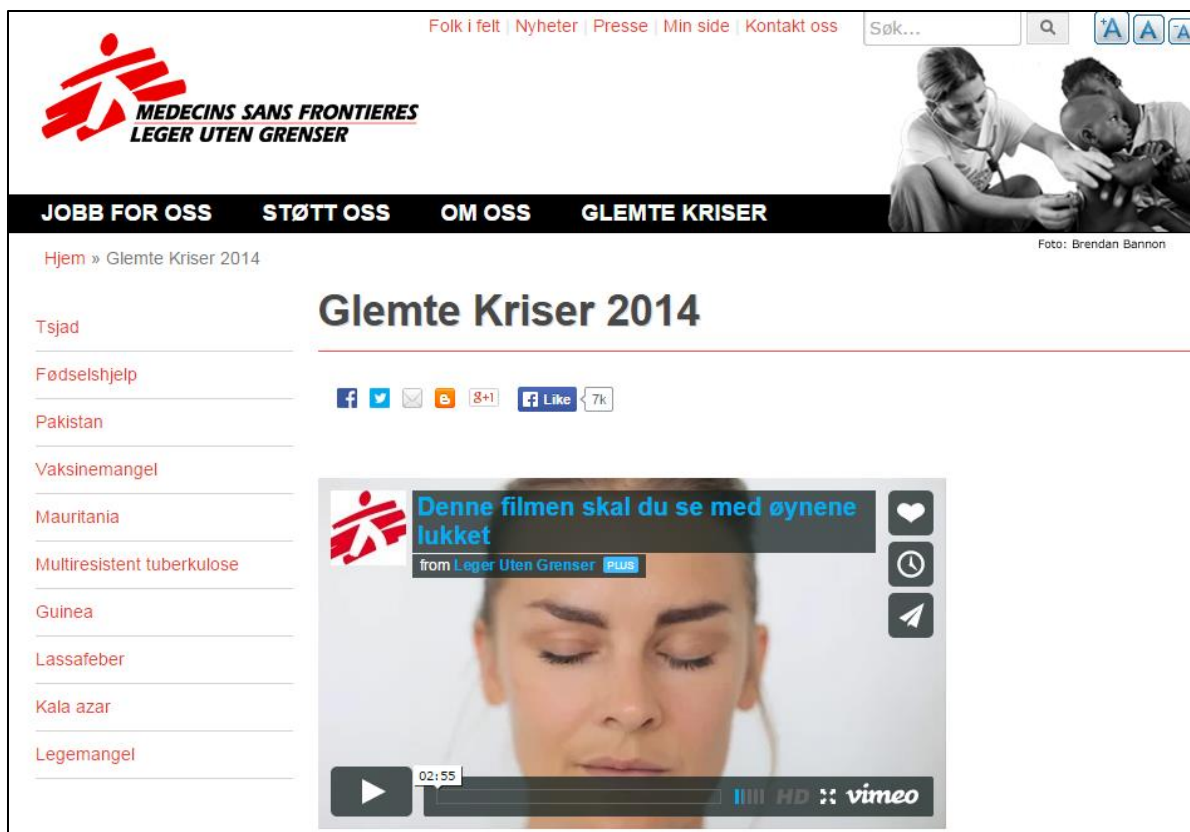 Folk i felt | Nyheter | Presse | Min side | Kontakt oss
Søk...
+A A -A
MEDECINS SANS FRONTIERES
LEGER UTEN GRENSER
JOBB FOR OSS STØTT OSS OM OSS GLEMTE KRISER
Foto: Brendan Bannon
Hjem » Glemte Kriser 2014
Tsjad
Fødselshjelp
Pakistan
Vaksinemangel
Mauritania
Multiresistent tuberkulose
Guinea
Lassafeber
Kala azar
Legemangel
Glemte Kriser 2014
g+1 Like 7k
Denne filmen skal du se med øynene
lukket
from Leger Uten Grenser PLUS
02:55
HD vimeo